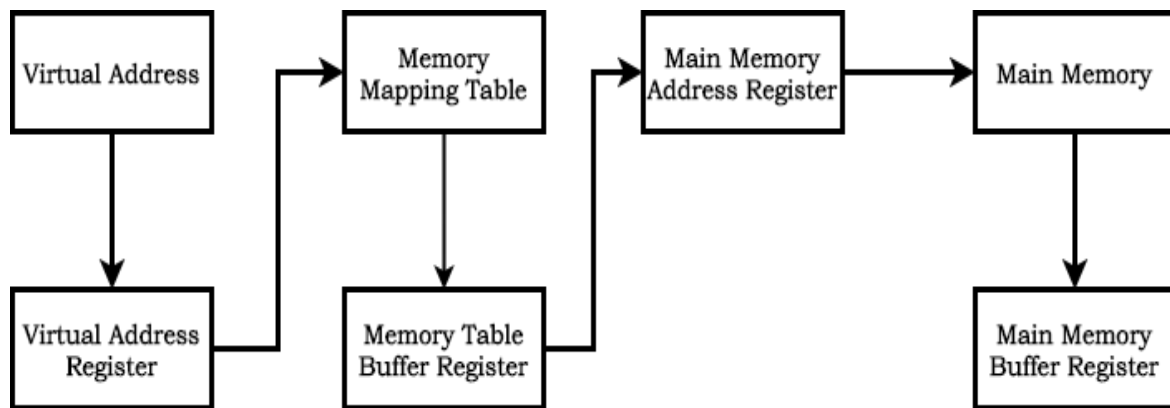 Virtual Address
Memory
Mapping Table
Main Memory
Address Register
Main Memory
Virtual Address
Register
Memory Table
Buffer Register
Main Memory
Buffer Register